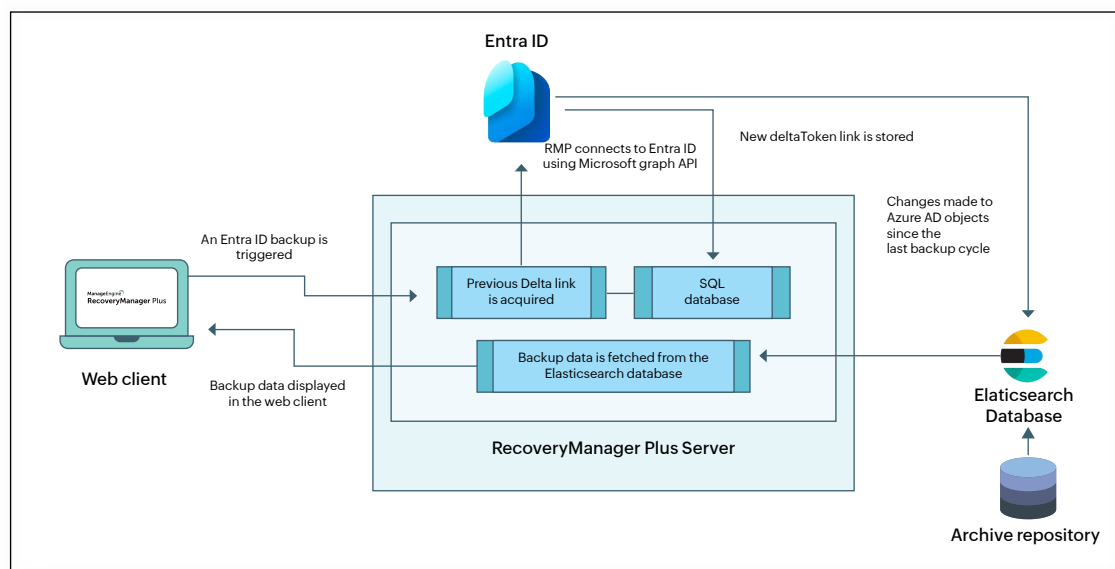 Entra ID
RMP connects to Entra ID
using Microsoft graph API
New deltaToken link is stored
Changes made to
Azure AD objects
since the
last backup cycle
An Entra ID backup is
triggered
Previous Delta link
is acquired
SQL
database
ManageEngine
RecoveryManager Plus
Web client
Backup data is fetched from the
Elasticsearch database
Backup data displayed
in the web client
Elaticsearch
Database
RecoveryManager Plus Server
Archive repository